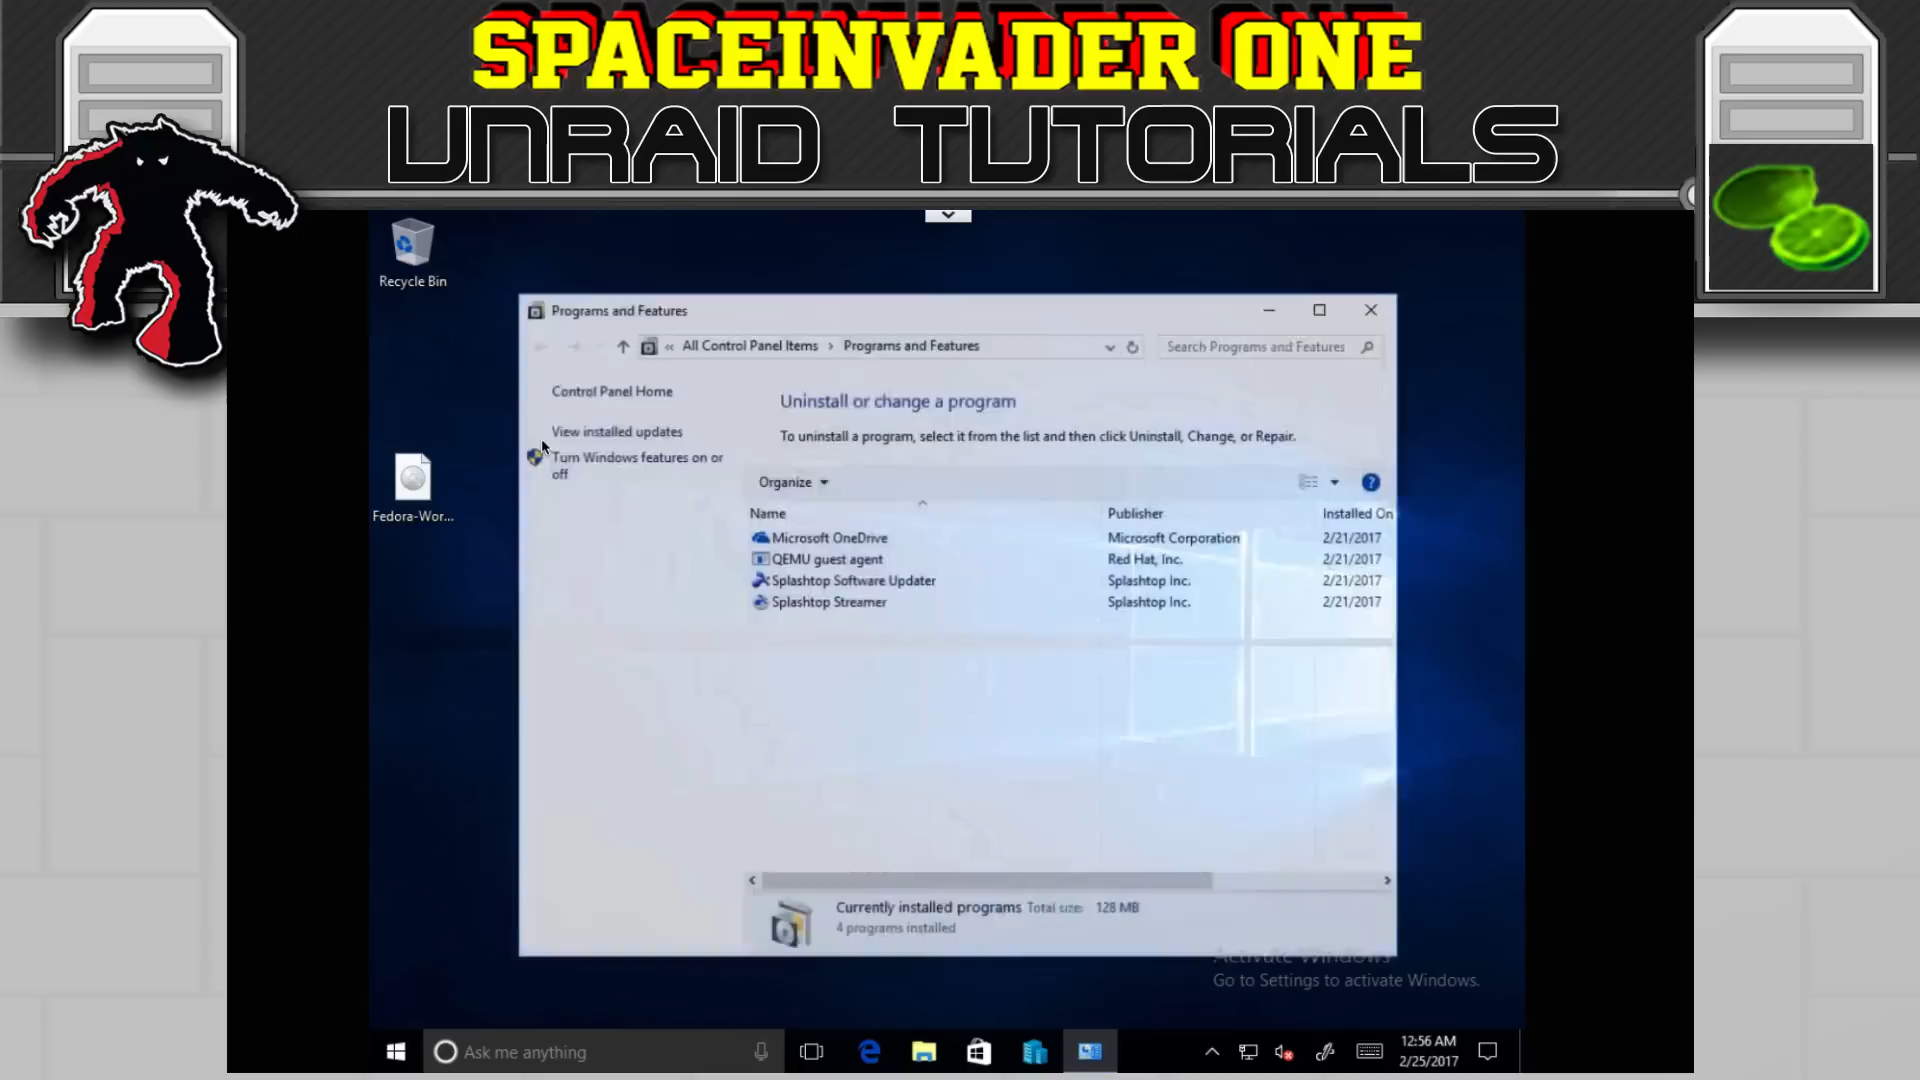 SPACEINVADER ONE
UNRAID TUTORIALS
Recycle Bin
Programs and Features
« All Control Panel Items › Programs and Features
Search Programs and Features
Control Panel Home
Uninstall or change a program
View installed updates
To uninstall a program, select it from the list and then click Uninstall, Change, or Repair.
Turn Windows features on or
off
Organize
Name Publisher Installed On
Microsoft OneDrive Microsoft Corporation 2/21/2017
QEMU guest agent Red Hat, Inc. 2/21/2017
Splashtop Software Updater Splashtop Inc. 2/21/2017
Splashtop Streamer Splashtop Inc. 2/21/2017
Fedora-Wor...
Currently installed programs Total size: 128 MB
4 programs installed
Activate Windows
Go to Settings to activate Windows.
Ask me anything
12:56 AM
2/25/2017